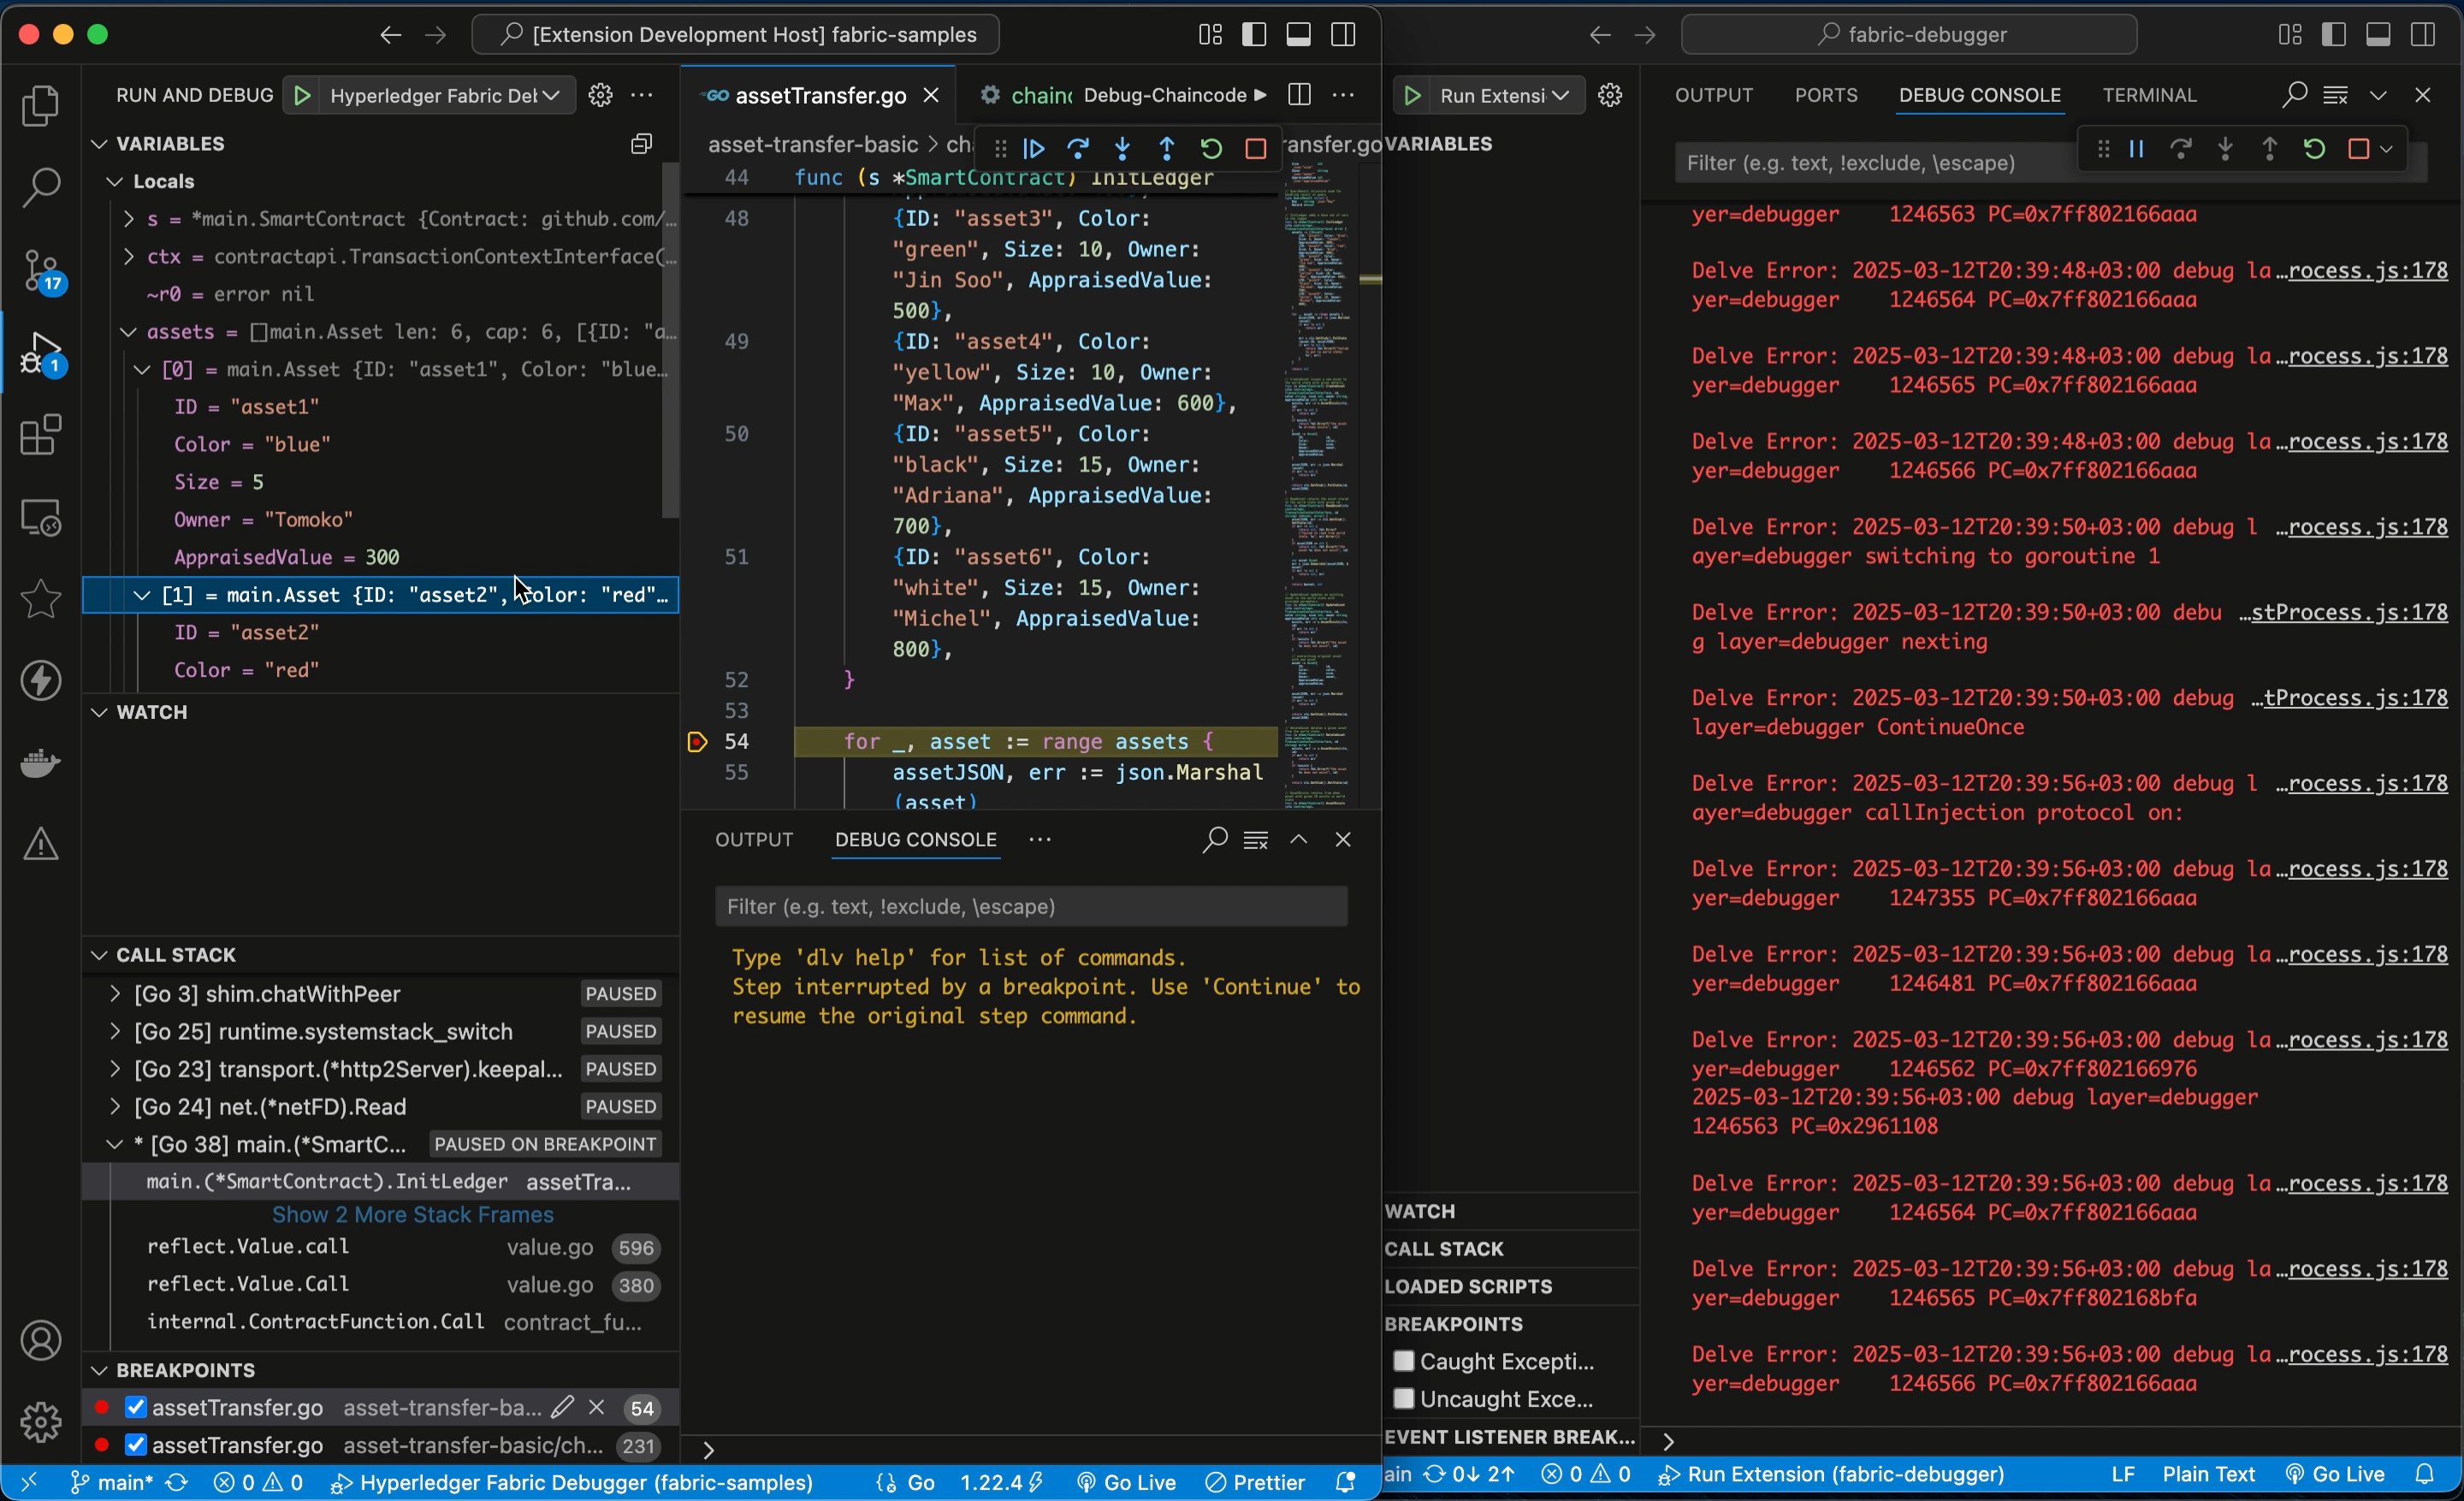 [Extension Development Host] fabric-samples
RUN AND DEBUG
Hyperledger Fabric Det
VARIABLES
Locals
s = *main.SmartContract {Contract: github.com/…
ctx = contractapi.TransactionContextInterface(…
~r0 = error nil
assets = []main.Asset len: 6, cap: 6, [{ID: "a…
[0] = main.Asset {ID: "asset1", Color: "blue…
ID = "asset1"
Color = "blue"
Size = 5
Owner = "Tomoko"
AppraisedValue = 300
[1] = main.Asset {ID: "asset2", Color: "red"…
ID = "asset2"
Color = "red"
WATCH
CALL STACK
[Go 3] shim.chatWithPeer PAUSED
[Go 25] runtime.systemstack_switch PAUSED
[Go 23] transport.(*http2Server).keepal... PAUSED
[Go 24] net.(*netFD).Read PAUSED
* [Go 38] main.(*SmartC... PAUSED ON BREAKPOINT
main.(*SmartContract).InitLedger assetTra...
Show 2 More Stack Frames
reflect.Value.call value.go 596
reflect.Value.Call value.go 380
internal.ContractFunction.Call contract_fu...
BREAKPOINTS
assetTransfer.go asset-transfer-ba... 54
assetTransfer.go asset-transfer-basic/ch... 231
17
1
GO assetTransfer.go
chainc Debug-Chaincode
asset-transfer-basic > ch
ansfer.go
44 func (s *SmartContract) InitLedger
48 {ID: "asset3", Color:
"green", Size: 10, Owner:
"Jin Soo", AppraisedValue:
500},
49 {ID: "asset4", Color:
"yellow", Size: 10, Owner:
"Max", AppraisedValue: 600},
50 {ID: "asset5", Color:
"black", Size: 15, Owner:
"Adriana", AppraisedValue:
700},
51 {ID: "asset6", Color:
"white", Size: 15, Owner:
"Michel", AppraisedValue:
800},
52 }
53
54 for _, asset := range assets {
55 assetJSON, err := json.Marshal
(asset)
OUTPUT DEBUG CONSOLE
Filter (e.g. text, !exclude, \escape)
Type 'dlv help' for list of commands.
Step interrupted by a breakpoint. Use 'Continue' to
resume the original step command.
main* 0 0 Hyperledger Fabric Debugger (fabric-samples) Go 1.22.4 Go Live Prettier
fabric-debugger
Run Extensi
VARIABLES
WATCH
CALL STACK
LOADED SCRIPTS
BREAKPOINTS
Caught Excepti...
Uncaught Exce...
EVENT LISTENER BREAK...
OUTPUT PORTS DEBUG CONSOLE TERMINAL
Filter (e.g. text, !exclude, \escape)
yer=debugger 1246563 PC=0x7ff802166aaa
Delve Error: 2025-03-12T20:39:48+03:00 debug la …rocess.js:178
yer=debugger 1246564 PC=0x7ff802166aaa
Delve Error: 2025-03-12T20:39:48+03:00 debug la …rocess.js:178
yer=debugger 1246565 PC=0x7ff802166aaa
Delve Error: 2025-03-12T20:39:48+03:00 debug la …rocess.js:178
yer=debugger 1246566 PC=0x7ff802166aaa
Delve Error: 2025-03-12T20:39:50+03:00 debug l …rocess.js:178
ayer=debugger switching to goroutine 1
Delve Error: 2025-03-12T20:39:50+03:00 debu …stProcess.js:178
g layer=debugger nexting
Delve Error: 2025-03-12T20:39:50+03:00 debug …tProcess.js:178
layer=debugger ContinueOnce
Delve Error: 2025-03-12T20:39:56+03:00 debug l …rocess.js:178
ayer=debugger callInjection protocol on:
Delve Error: 2025-03-12T20:39:56+03:00 debug la …rocess.js:178
yer=debugger 1247355 PC=0x7ff802166aaa
Delve Error: 2025-03-12T20:39:56+03:00 debug la …rocess.js:178
yer=debugger 1246481 PC=0x7ff802166aaa
Delve Error: 2025-03-12T20:39:56+03:00 debug la …rocess.js:178
yer=debugger 1246562 PC=0x7ff802166976
2025-03-12T20:39:56+03:00 debug layer=debugger
1246563 PC=0x2961108
Delve Error: 2025-03-12T20:39:56+03:00 debug la …rocess.js:178
yer=debugger 1246564 PC=0x7ff802166aaa
Delve Error: 2025-03-12T20:39:56+03:00 debug la …rocess.js:178
yer=debugger 1246565 PC=0x7ff802168bfa
Delve Error: 2025-03-12T20:39:56+03:00 debug la …rocess.js:178
yer=debugger 1246566 PC=0x7ff802166aaa
ain 0↓ 2↑ 0 0 Run Extension (fabric-debugger) LF Plain Text Go Live